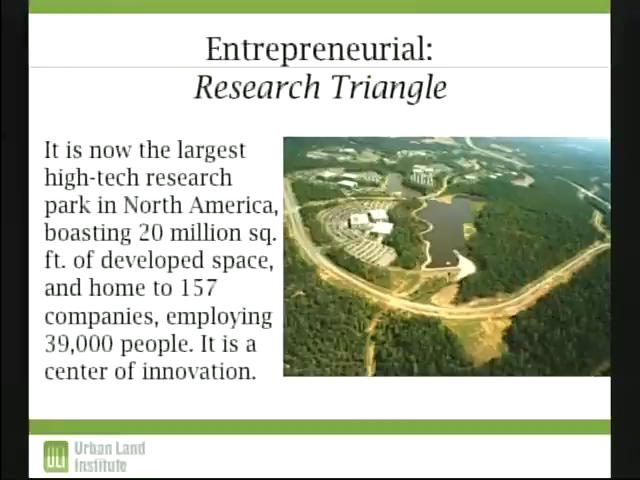 Entrepreneurial:
Research Triangle
It is now the largest
high-tech research
park in North America,
boasting 20 million sq.
ft. of developed space,
and home to 157
companies, employing
39,000 people. It is a
center of innovation.
ULI
Urban Land
Institute